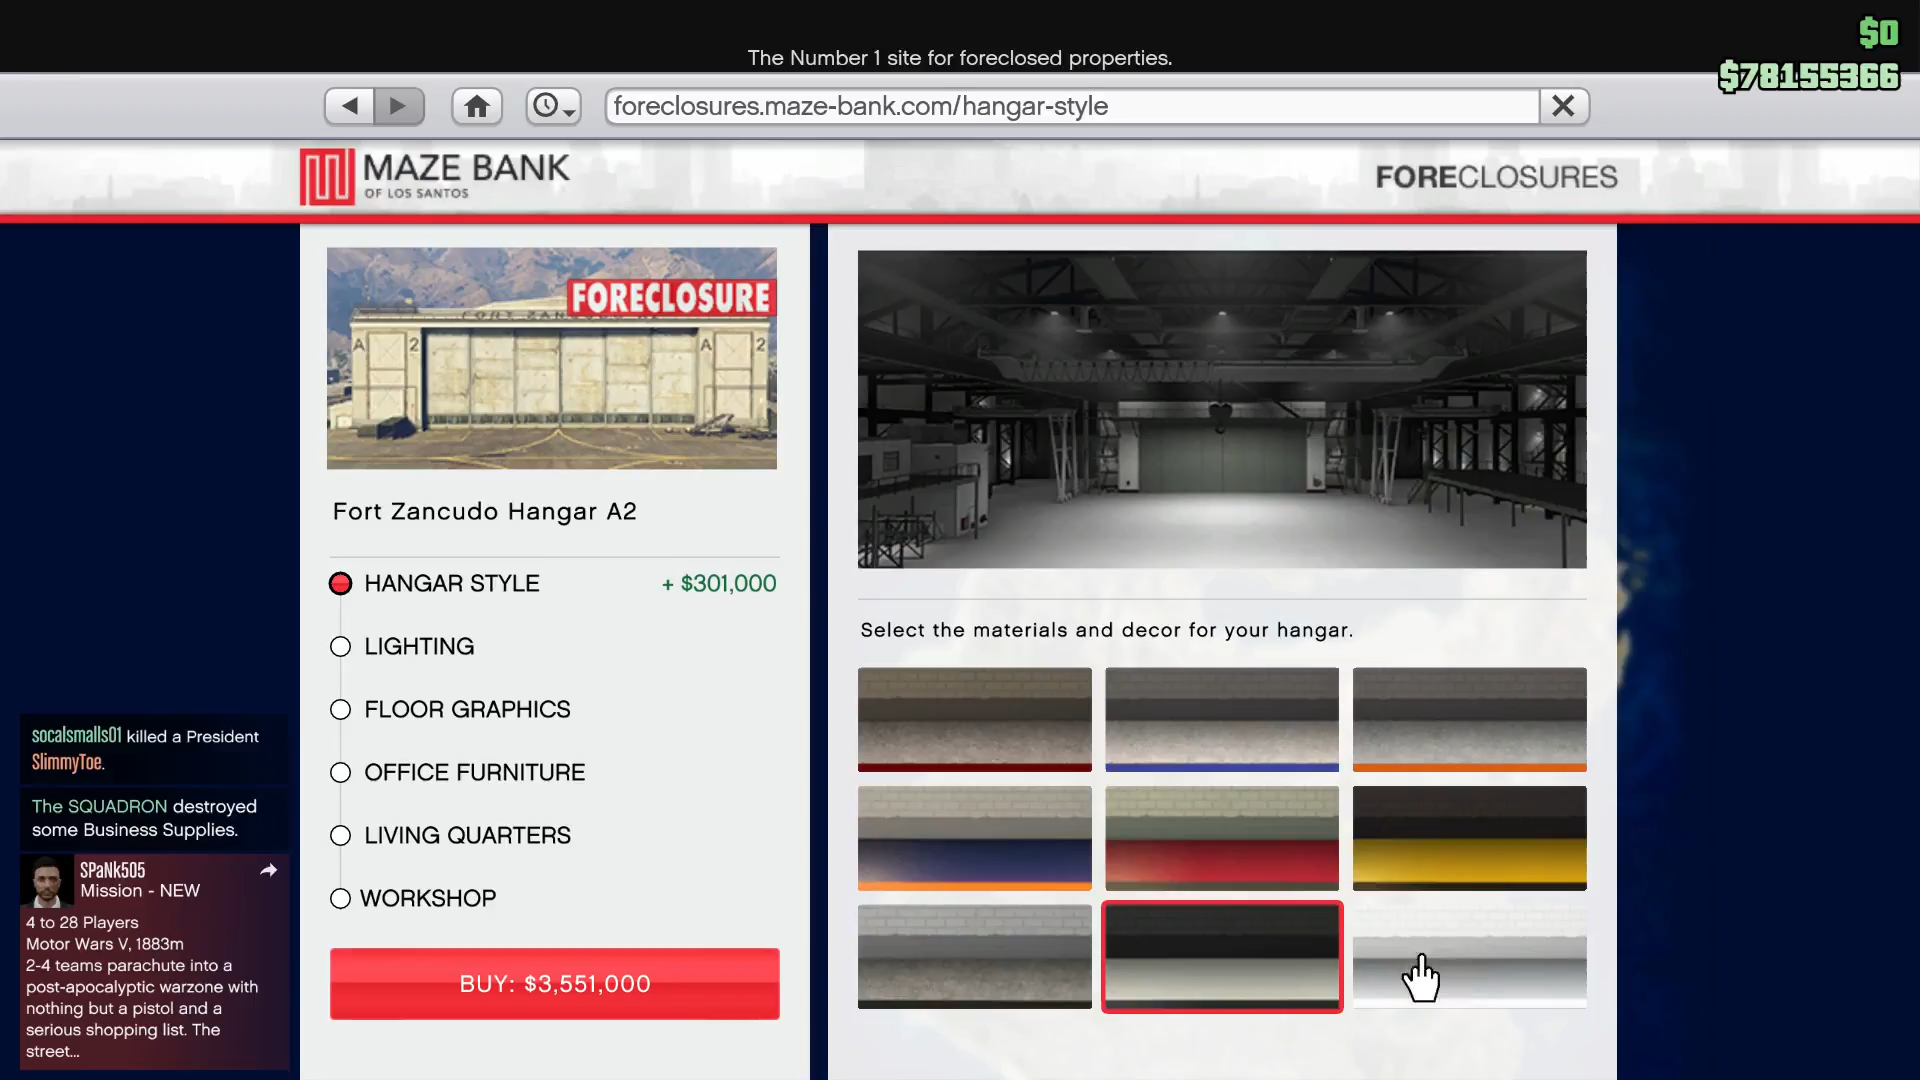 $0
The Number 1 site for foreclosed properties.
$78155366
foreclosures.maze-bank.com/hangar-style
MAZE BANK
OF LOS SANTOS
FORECLOSURES
FORECLOSURE
A 2
A 2
Fort Zancudo Hangar A2
HANGAR STYLE + $301,000
LIGHTING
FLOOR GRAPHICS
OFFICE FURNITURE
LIVING QUARTERS
WORKSHOP
BUY: $3,551,000
Select the materials and decor for your hangar.
socalsmalls01 killed a President
SlimmyToe.
The SQUADRON destroyed
some Business Supplies.
SPaNk505
Mission - NEW
4 to 28 Players
Motor Wars V, 1883m
2-4 teams parachute into a
post-apocalyptic warzone with
nothing but a pistol and a
serious shopping list. The
street...